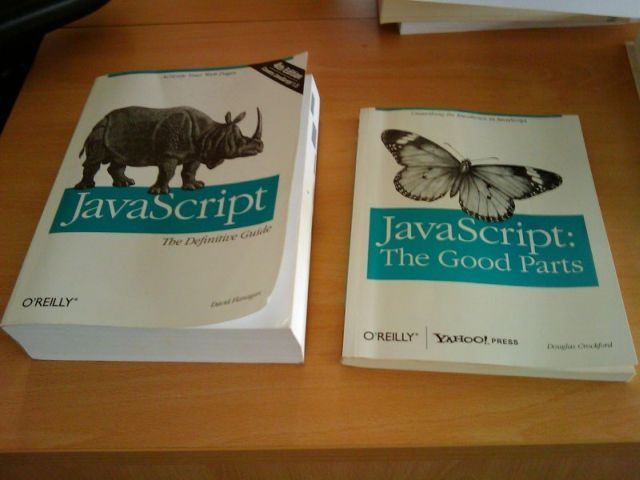 Activate Your Web Pages
JavaScript
The Definitive Guide
O'REILLY®
David Flanagan
Unearthing the Excellence in JavaScript
JavaScript:
The Good Parts
O'REILLY® YAHOO! PRESS
Douglas Crockford